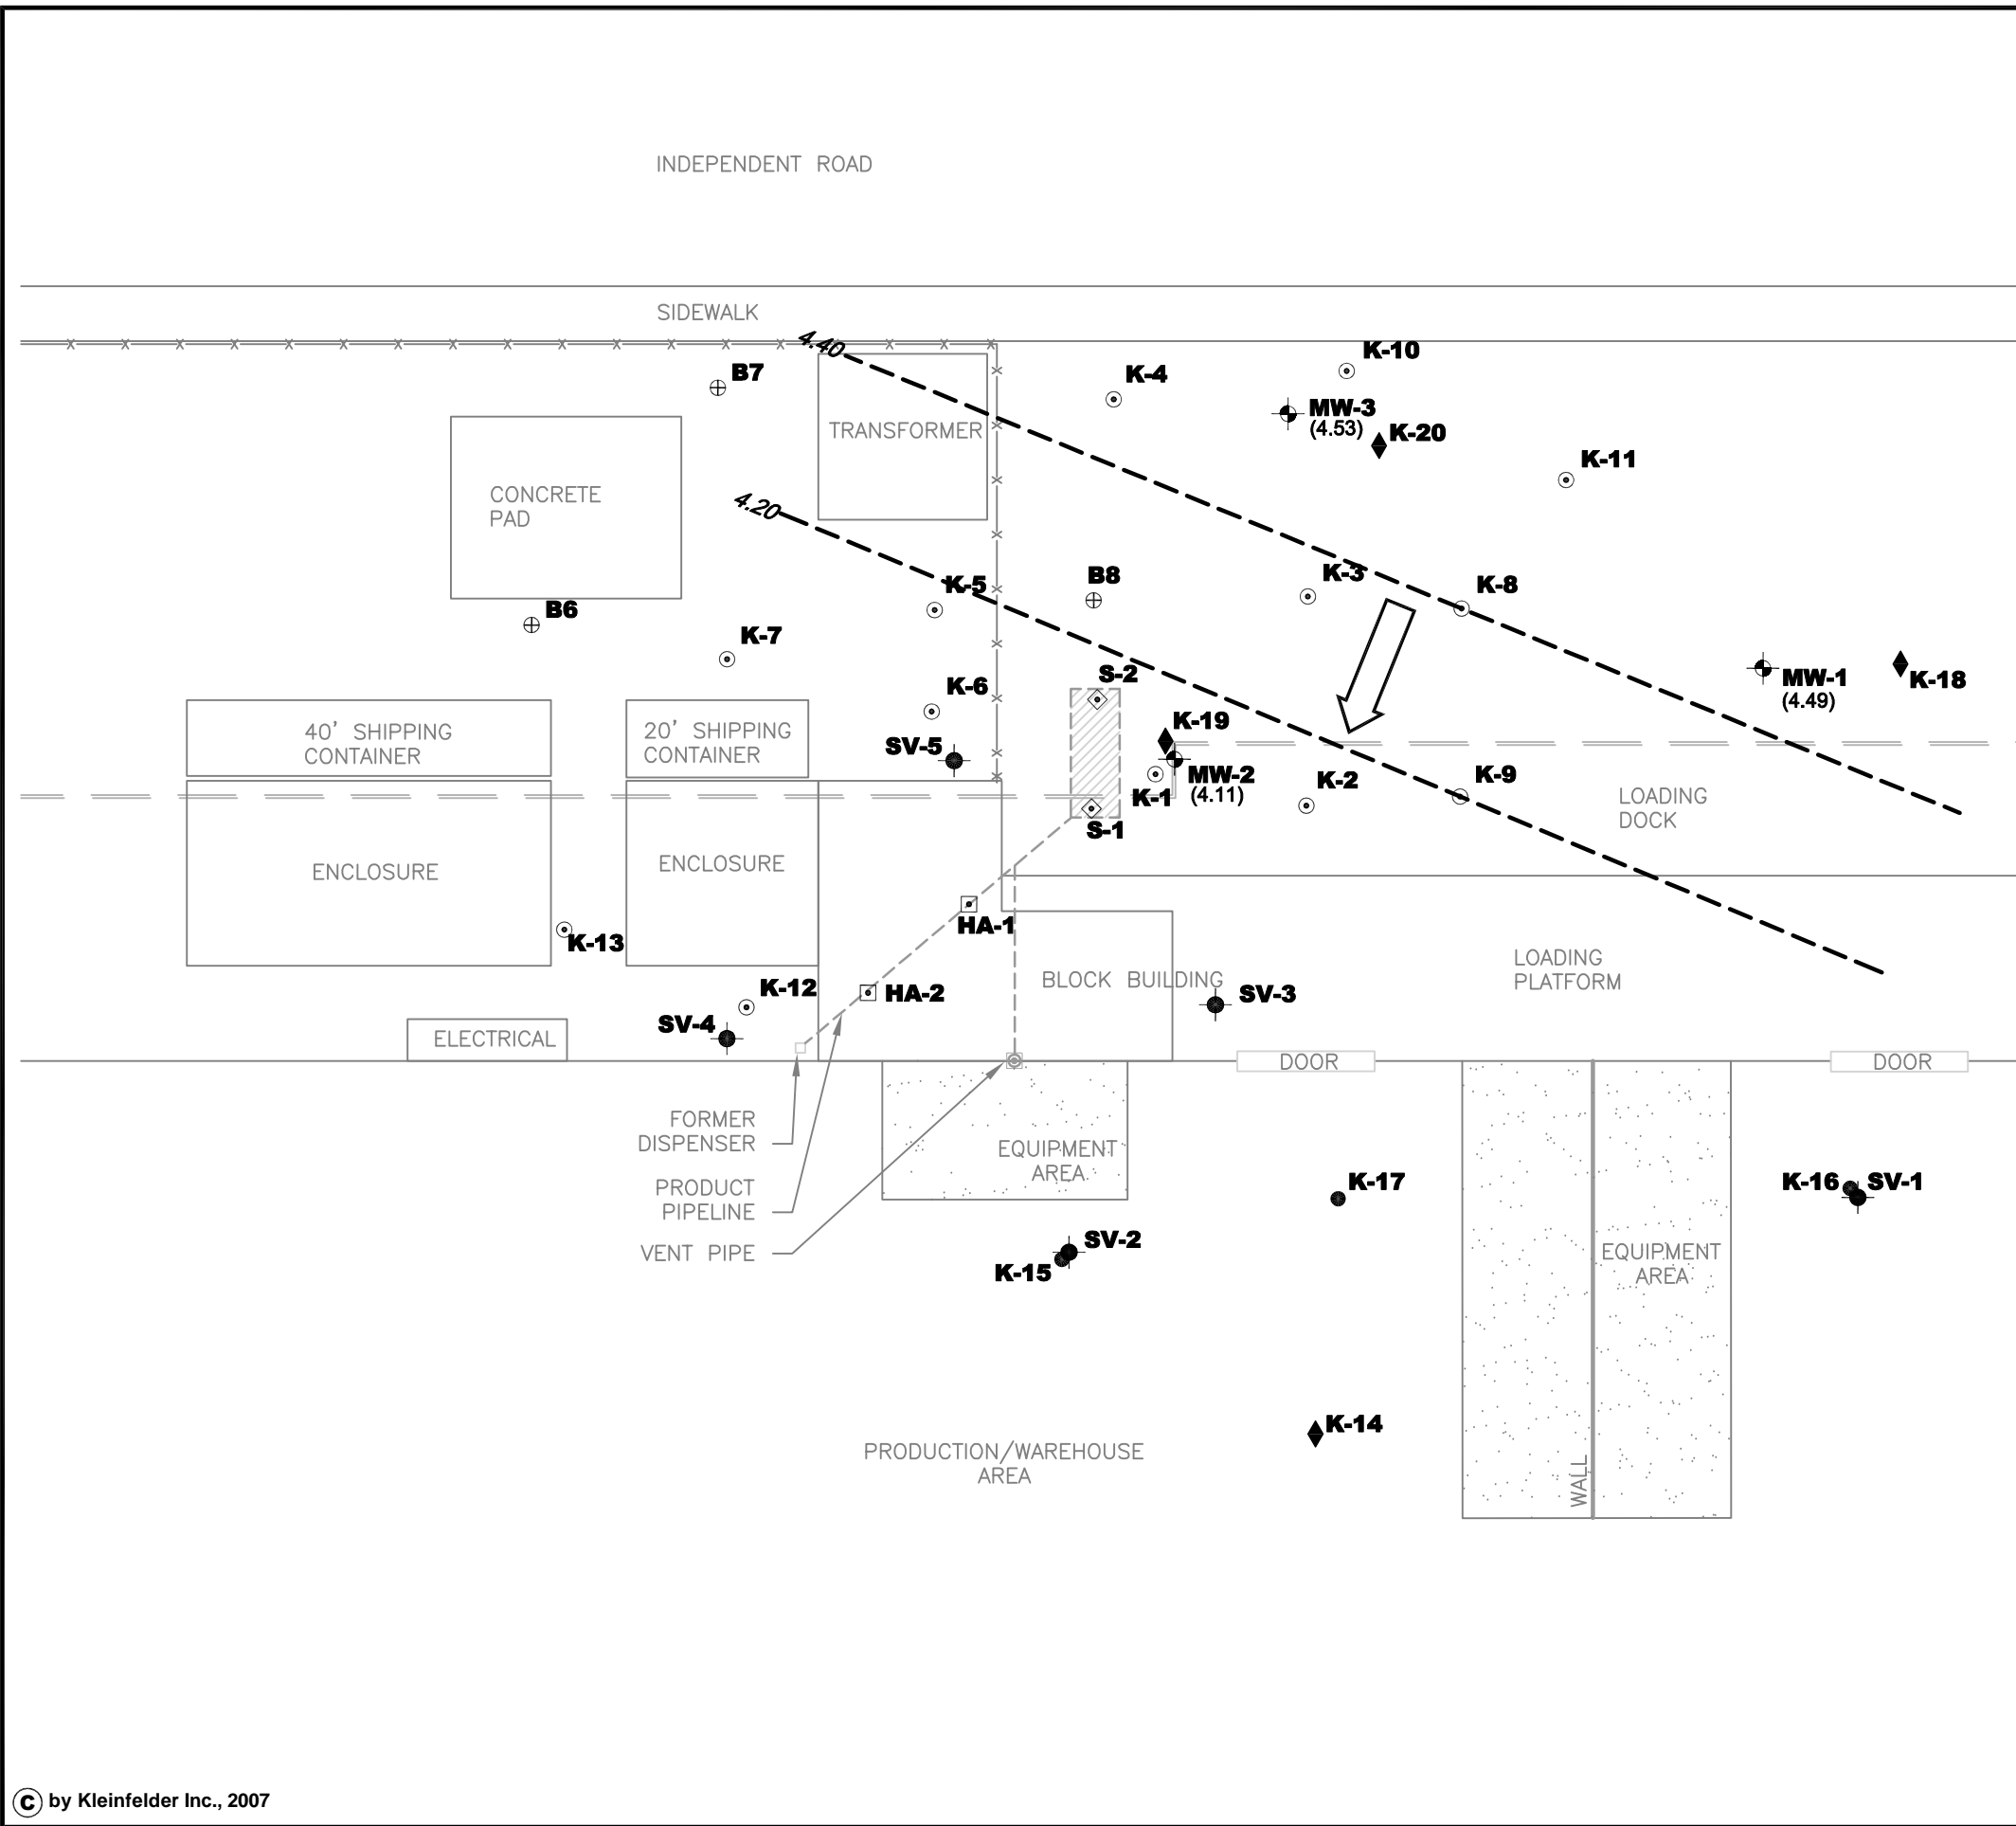 INDEPENDENT ROAD
SIDEWALK
4.40
K-10
B7
K-4
MW-3
(4.53)
K-20
TRANSFORMER
K-11
CONCRETE
PAD
4.20
K-5
B8
K-3
K-8
B6
K-7
S-2
MW-1
(4.49)
K-18
K-6
K-19
40' SHIPPING
CONTAINER
20' SHIPPING
CONTAINER
SV-5
MW-2
(4.11)
K-1
K-2
K-9
LOADING
DOCK
S-1
ENCLOSURE
ENCLOSURE
HA-1
K-13
LOADING
PLATFORM
BLOCK BUILDING
K-12
HA-2
SV-3
SV-4
ELECTRICAL
DOOR
DOOR
FORMER
DISPENSER
EQUIPMENT
AREA
PRODUCT
PIPELINE
K-17
K-16
SV-1
VENT PIPE
SV-2
K-15
EQUIPMENT
AREA
K-14
PRODUCTION/WAREHOUSE
AREA
WALL
© by Kleinfelder Inc., 2007